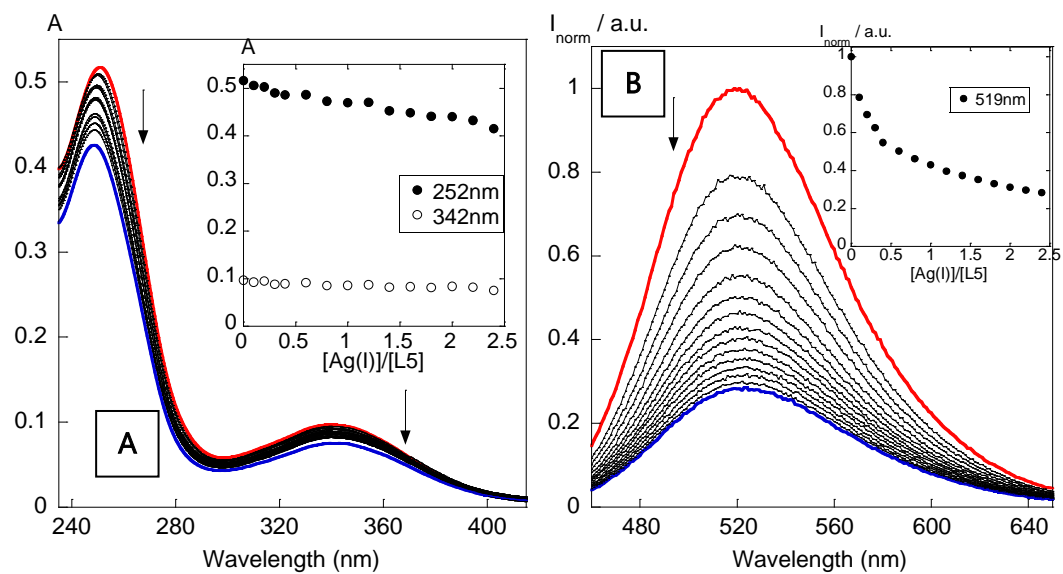 A
0.5
0.4
0.3
0.2
0.1
0
240 280 320 360 400
Wavelength (nm)
A
A
0.5
0.4
0.3
0.2
0.1
0
0 0.5 1 1.5 2 2.5
[Ag(I)]/[L5]
252nm
342nm
I norm / a.u.
1
0.8
0.6
0.4
0.2
0
480 520 560 600 640
Wavelength (nm)
B
I norm / a.u.
1
0.8
0.6
0.4
0.2
0
0 0.5 1 1.5 2 2.5
[Ag(I)]/[L5]
519nm